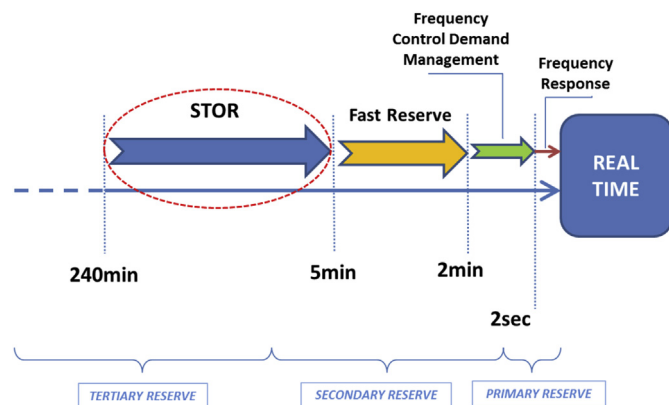 Frequency
Control Demand
Management
Frequency
Response
STOR
Fast Reserve
REAL
TIME
240min
5min
2min
2sec
TERTIARY RESERVE
SECONDARY RESERVE
PRIMARY RESERVE